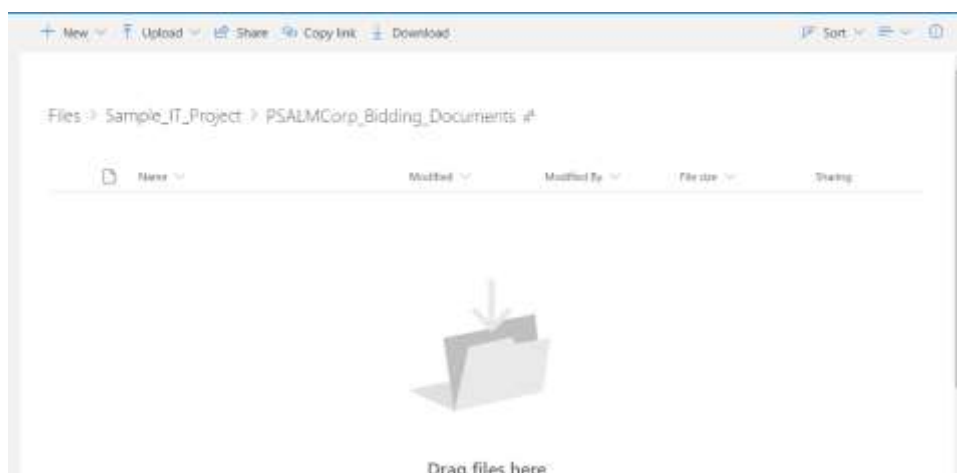 + New Upload Share Copy link Download Sort
Files > Sample_IT_Project > PSALMCorp_Bidding_Documents
Name Modified Modified By File size Sharing
Drag files here